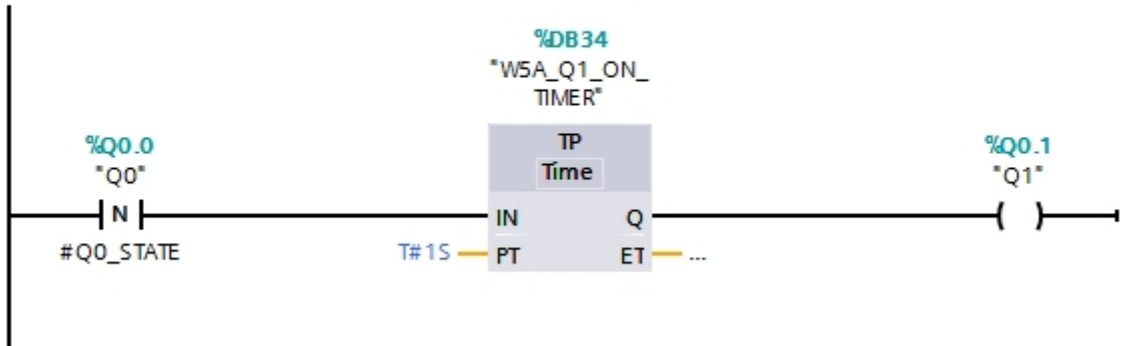 %DB34
"W5A_Q1_ON_
TIMER"
%Q0.0
"Q0"
N
#Q0_STATE
TP
Time
IN
Q
T#1S
PT
ET
...
%Q0.1
"Q1"
( )